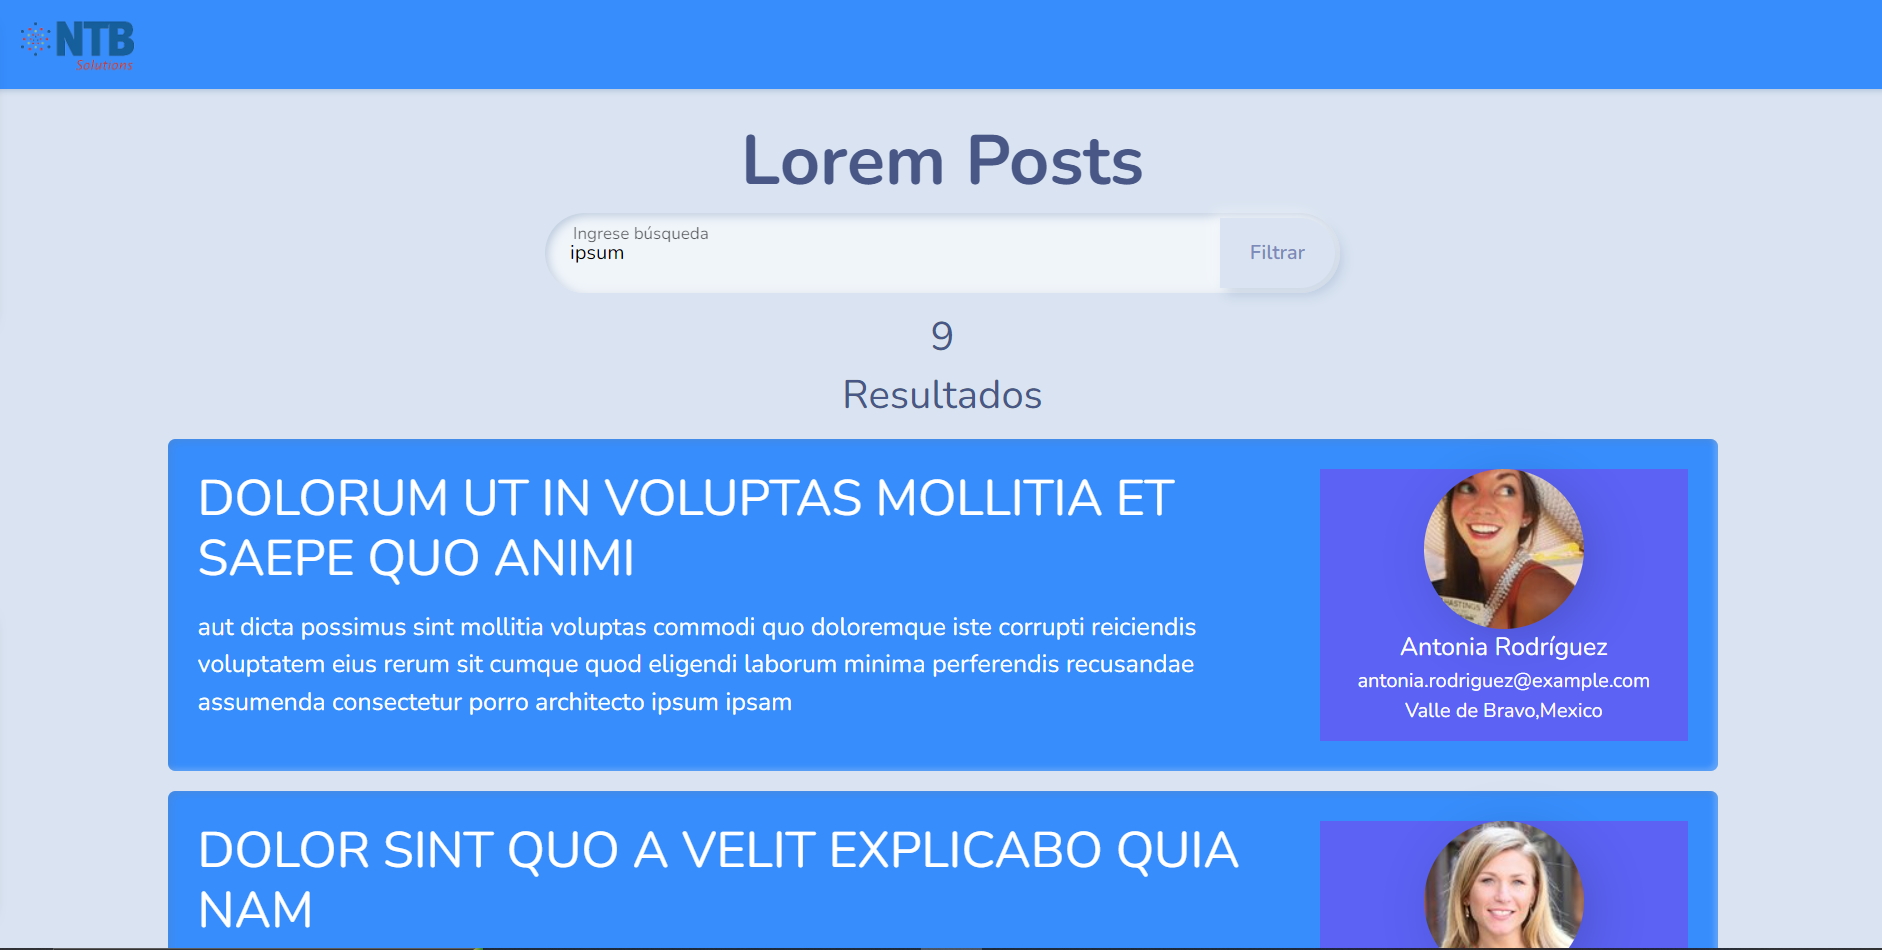 NTB
Solutions
Lorem Posts
Ingrese búsqueda
ipsum
Filtrar
9
Resultados
DOLORUM UT IN VOLUPTAS MOLLITIA ET
SAEPE QUO ANIMI
aut dicta possimus sint mollitia voluptas commodi quo doloremque iste corrupti reiciendis
voluptatem eius rerum sit cumque quod eligendi laborum minima perferendis recusandae
assumenda consectetur porro architecto ipsum ipsam
HASTINGS
Antonia Rodríguez
antonia.rodriguez@example.com
Valle de Bravo,Mexico
DOLOR SINT QUO A VELIT EXPLICABO QUIA
NAM